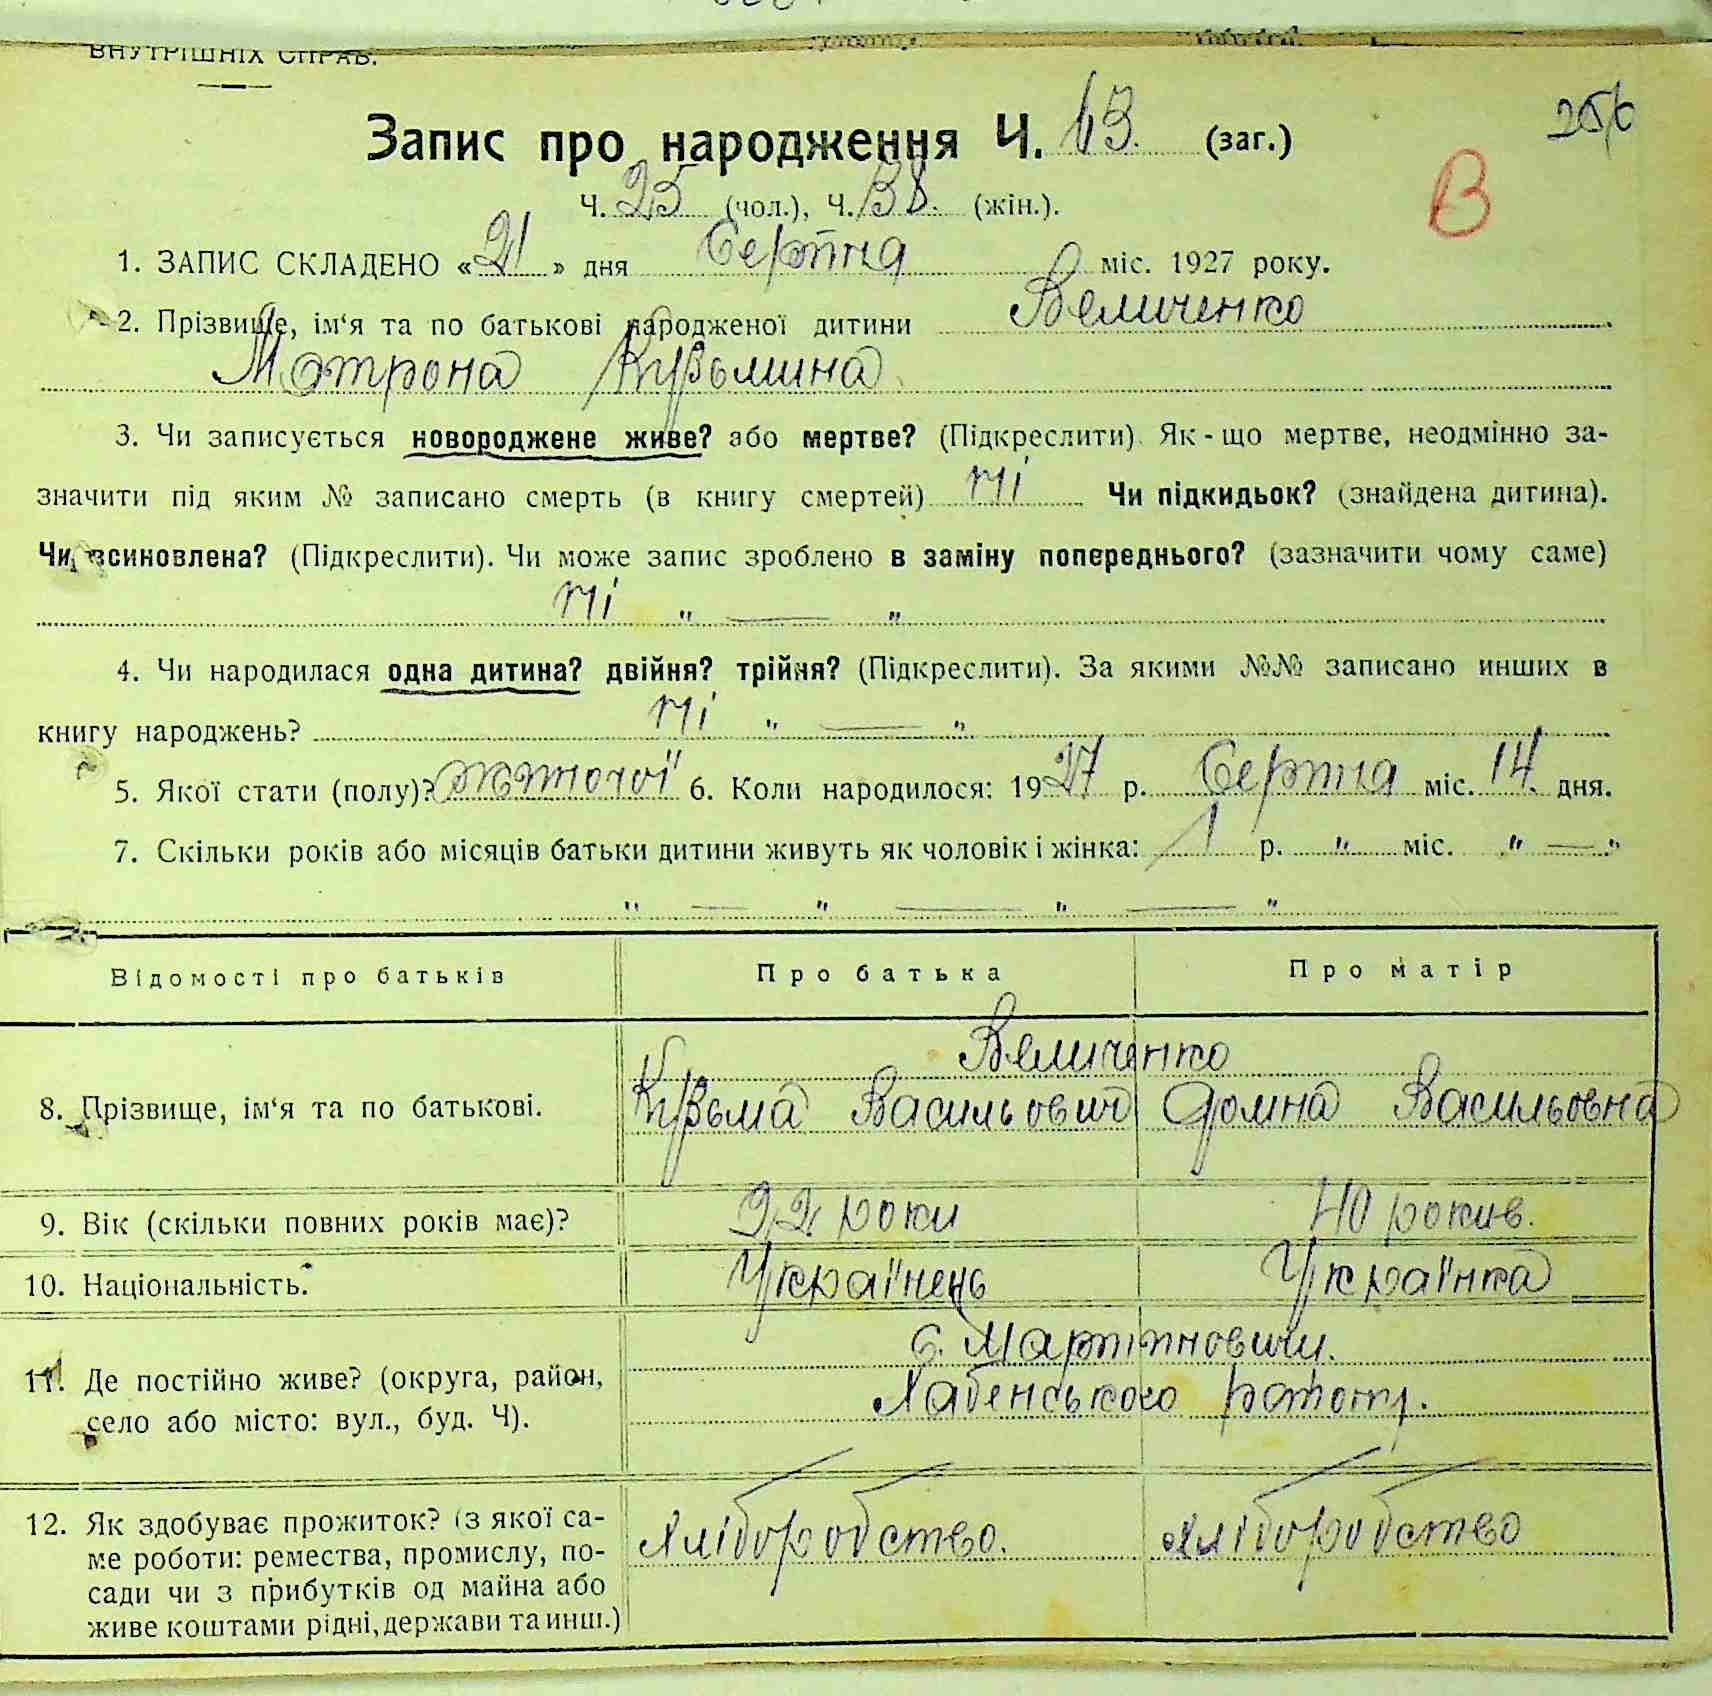 ВНУТРІШНІХ СПРАВ.
Запис про народження Ч. 63. (заг.)
256
Ч. 25 (чол.), Ч. 38. (жін.).
В
1. ЗАПИС СКЛАДЕНО «21» дня Серпня міс. 1927 року.
2. Прізвище, ім‘я та по батькові народженої дитини Величенко
Мотрона Кузьмина
3. Чи записується новороджене живе? або мертве? (Підкреслити). Як-що мертве, неодмінно за-
значити під яким № записано смерть (в книгу смертей) ні Чи підкидьок? (знайдена дитина).
Чи всиновлена? (Підкреслити). Чи може запис зроблено в заміну попереднього? (зазначити чому саме)
ні " — "
4. Чи народилася одна дитина? двійня? трійня? (Підкреслити). За якими №№ записано инших в
книгу народжень? ні " — "
5. Якої стати (полу)? жіночої 6. Коли народилося: 1927 р. Серпня міс. 14 дня.
7. Скільки років або місяців батьки дитини живуть як чоловік і жінка: 1 р. " міс. " — "
" — " — " — "
Відомості про батьків Про батька Про матір
Величенко
8. Прізвище, ім‘я та по батькові. Кузьма Васильович Домна Васильовна
9. Вік (скільки повних років має)? 22 роки 40 рокив.
10. Національність. Українець Українка
с. Мартиновичи.
11. Де постійно живе? (округа, район, Хабенського району.
село або місто: вул., буд. Ч).
12. Як здобуває прожиток? (з якої са- Хліборобство. Хліборобство
ме роботи: ремества, промислу, по-
сади чи з прибутків од майна або
живе коштами рідні, держави та инш.)